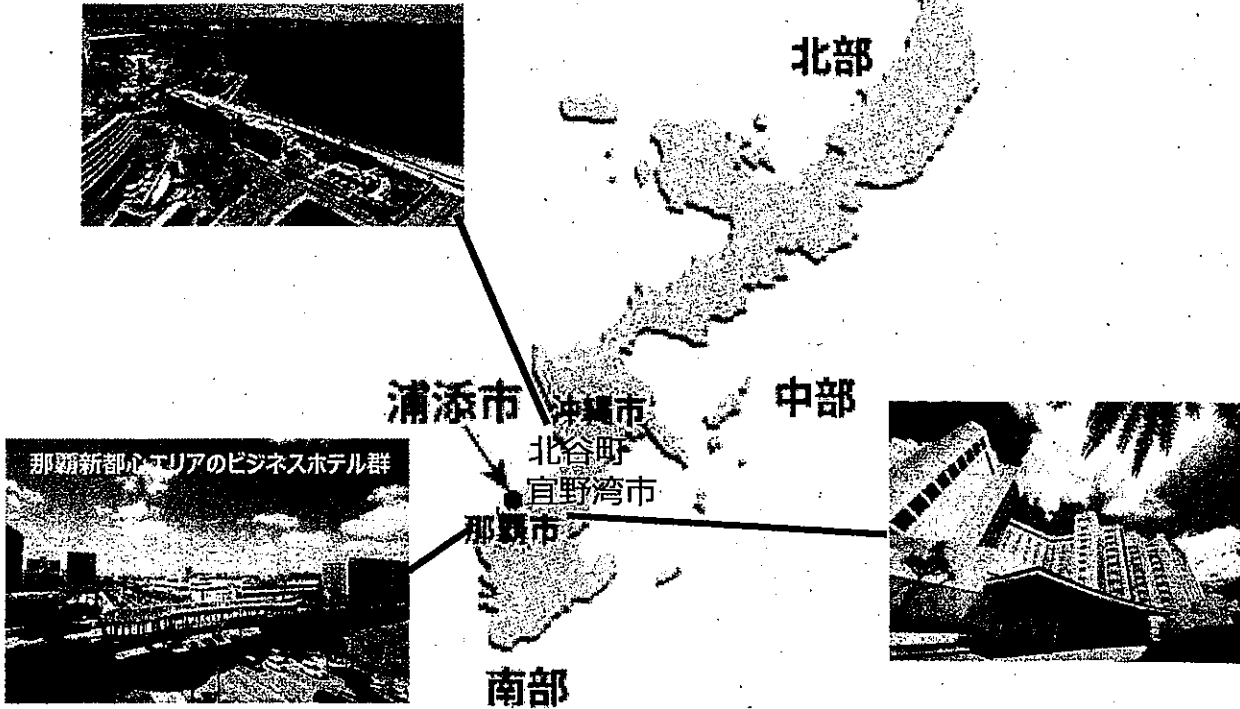 北部
浦添市
沖縄市
中部
北谷町
宜野湾市
那覇新都心エリアのビジネスホテル群
那覇市
南部